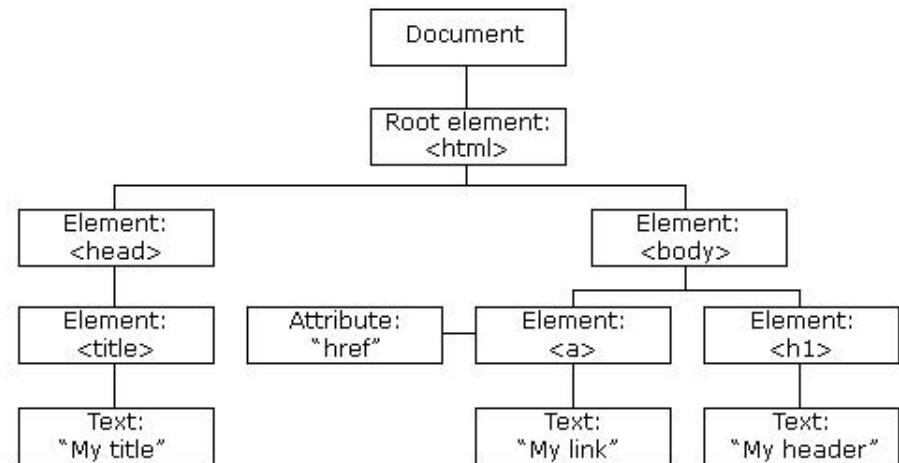 Document
Root element:
<html>
Element:
<head>
Element:
<body>
Element:
<title>
Attribute:
“href”
Element:
<a>
Element:
<h1>
Text:
“My title”
Text:
“My link”
Text:
“My header”